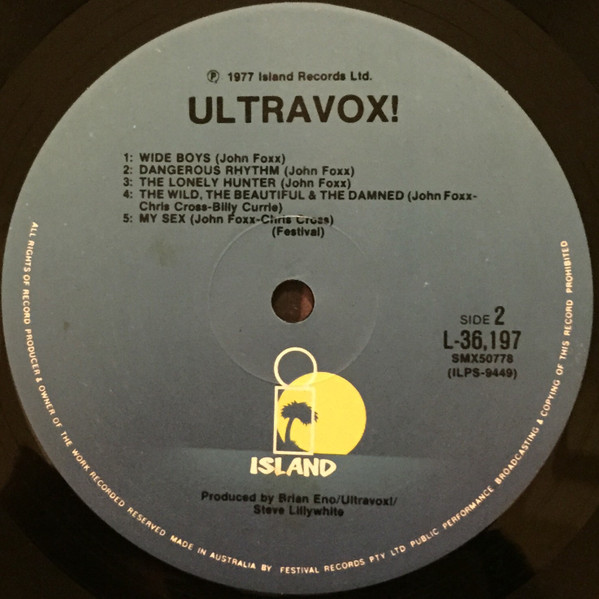 Ⓟ 1977 Island Records Ltd.
ULTRAVOX!
1: WIDE BOYS (John Foxx)
2: DANGEROUS RHYTHM (John Foxx)
3: THE LONELY HUNTER (John Foxx)
4: THE WILD, THE BEAUTIFUL & THE DAMNED (John Foxx-
Chris Cross-Billy Currie)
5: MY SEX (John Foxx-Chris Cross)
(Festival)
SIDE 2
L-36,197
SMX50778
(ILPS-9449)
ISLAND
Produced by Brian Eno/Ultravox!/
Steve Lillywhite
ALL RIGHTS OF RECORD PRODUCER & OWNER OF THE WORK RECORDED RESERVED MADE IN AUSTRALIA BY FESTIVAL RECORDS PTY LTD PUBLIC PERFORMANCE BROADCASTING & COPYING OF THIS RECORD PROHIBITED